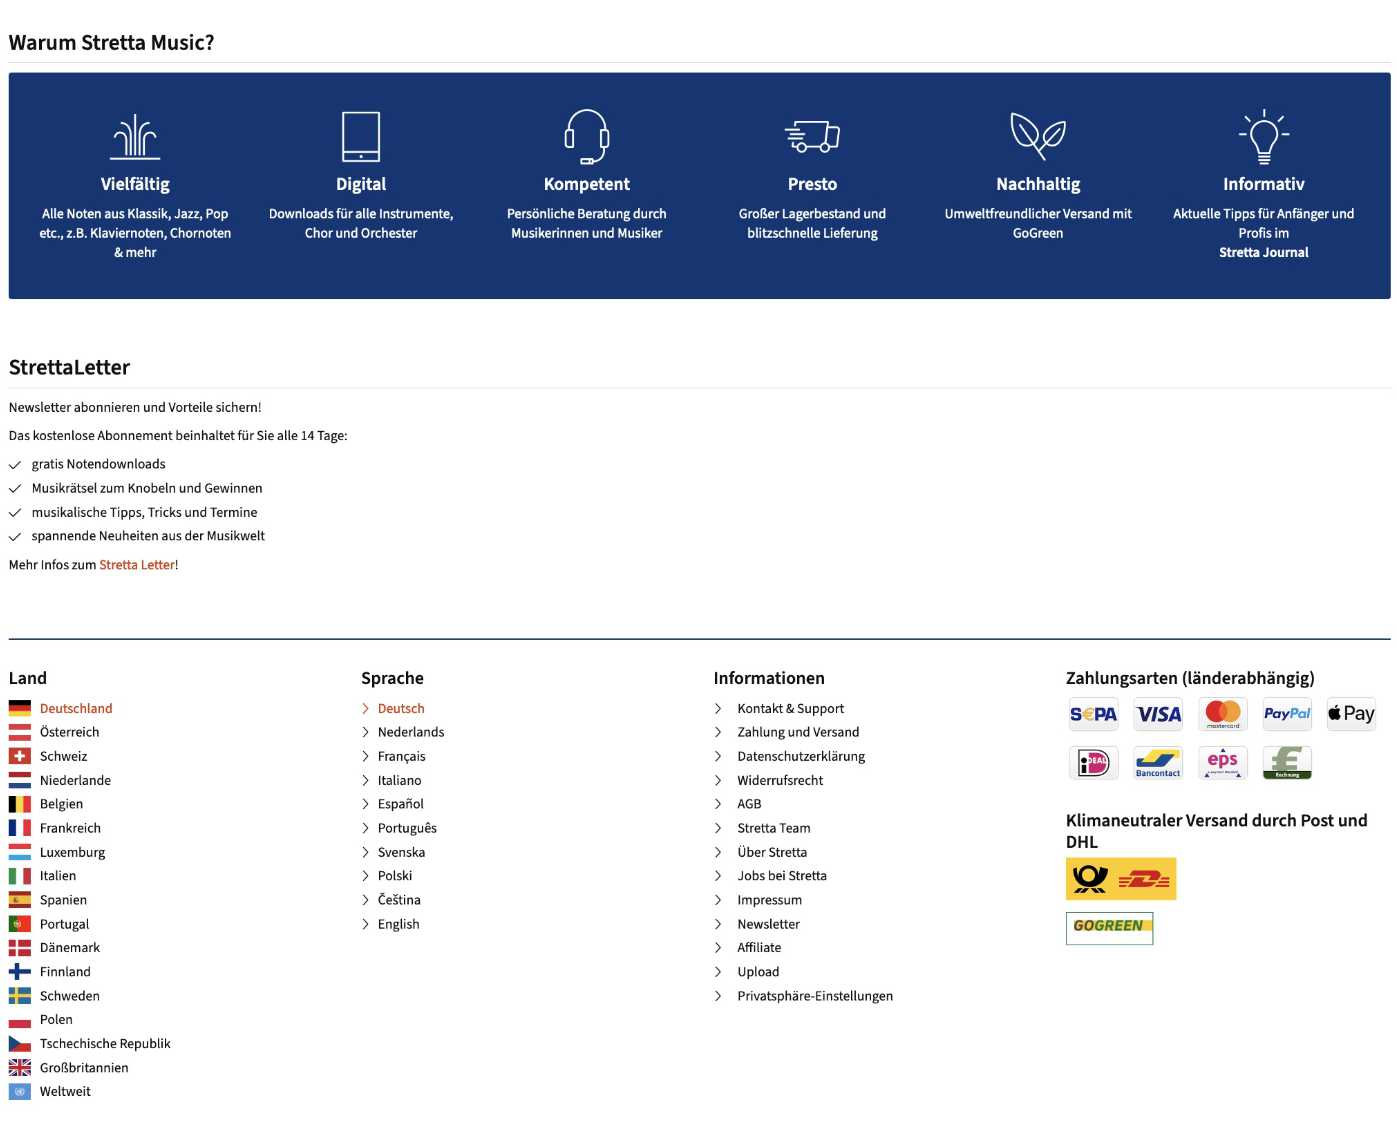 Warum Stretta Music?
Vielfältig
Alle Noten aus Klassik, Jazz, Pop
etc., z.B. Klaviernoten, Chornoten
& mehr
Digital
Downloads für alle Instrumente,
Chor und Orchester
Kompetent
Persönliche Beratung durch
Musikerinnen und Musiker
Presto
Großer Lagerbestand und
blitzschnelle Lieferung
Nachhaltig
Umweltfreundlicher Versand mit
GoGreen
Informativ
Aktuelle Tipps für Anfänger und
Profis im
Stretta Journal
StrettaLetter
Newsletter abonnieren und Vorteile sichern!
Das kostenlose Abonnement beinhaltet für Sie alle 14 Tage:
gratis Notendownloads
Musikrätsel zum Knobeln und Gewinnen
musikalische Tipps, Tricks und Termine
spannende Neuheiten aus der Musikwelt
Mehr Infos zum Stretta Letter!
Land
Deutschland
Österreich
Schweiz
Niederlande
Belgien
Frankreich
Luxemburg
Italien
Spanien
Portugal
Dänemark
Finnland
Schweden
Polen
Tschechische Republik
Großbritannien
Weltweit
Sprache
Deutsch
Nederlands
Français
Italiano
Español
Português
Svenska
Polski
Čeština
English
Informationen
Kontakt & Support
Zahlung und Versand
Datenschutzerklärung
Widerrufsrecht
AGB
Stretta Team
Über Stretta
Jobs bei Stretta
Impressum
Newsletter
Affiliate
Upload
Privatsphäre-Einstellungen
Zahlungsarten (länderabhängig)
S€PA
VISA
mastercard
PayPal
Pay
iDEAL
Bancontact
eps
Rechnung
Klimaneutraler Versand durch Post und
DHL
GOGREEN